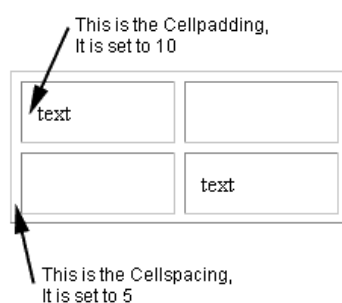 This is the Cellpadding,
It is set to 10
text
text
This is the Cellspacing,
It is set to 5